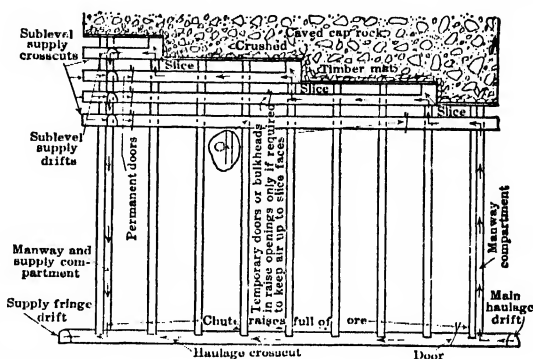 Caved cap rock
Sublevel
supply
crosscuts
Crushed
Timber mat
Slice
Slice
Slice
Sublevel
supply
drifts
Permanent doors
Temporary doors or bulkheads
in raise openings only if required
to keep air up to slice faces
Manway and
supply com-
partment
Manway
compartment
Supply fringe
drift
Chute raises full of ore
Main
haulage
drift
Haulage crosscut
Door